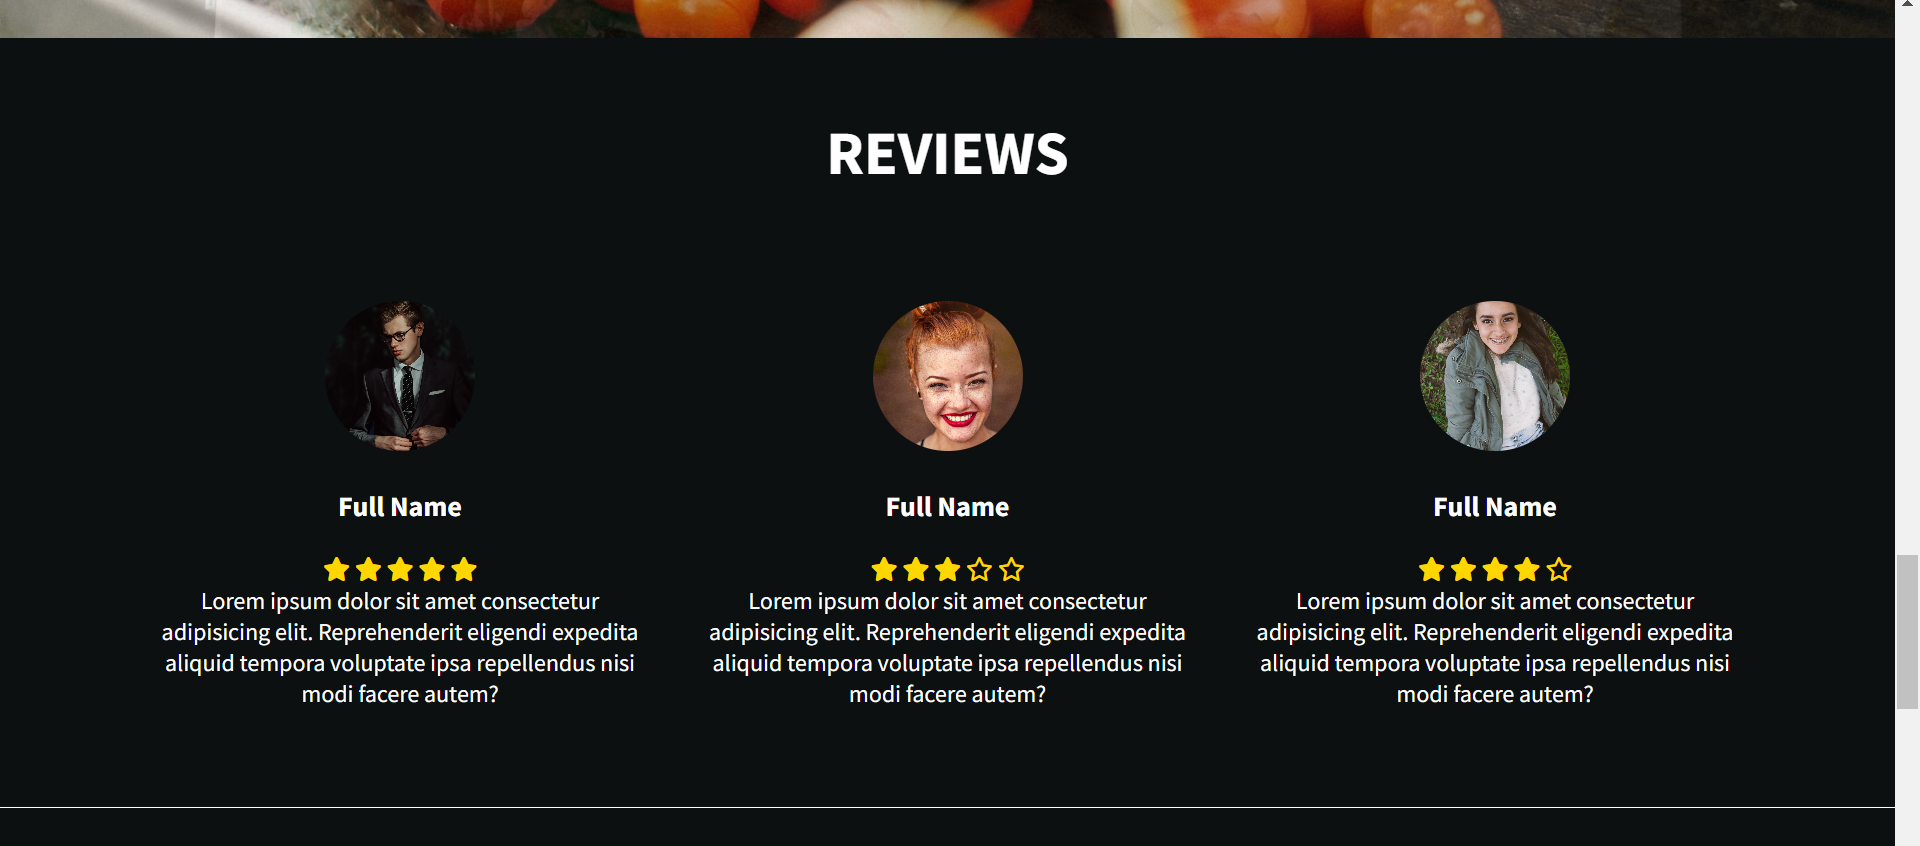 REVIEWS
Full Name
Lorem ipsum dolor sit amet consectetur
adipisicing elit. Reprehenderit eligendi expedita
aliquid tempora voluptate ipsa repellendus nisi
modi facere autem?
Full Name
Lorem ipsum dolor sit amet consectetur
adipisicing elit. Reprehenderit eligendi expedita
aliquid tempora voluptate ipsa repellendus nisi
modi facere autem?
Full Name
Lorem ipsum dolor sit amet consectetur
adipisicing elit. Reprehenderit eligendi expedita
aliquid tempora voluptate ipsa repellendus nisi
modi facere autem?